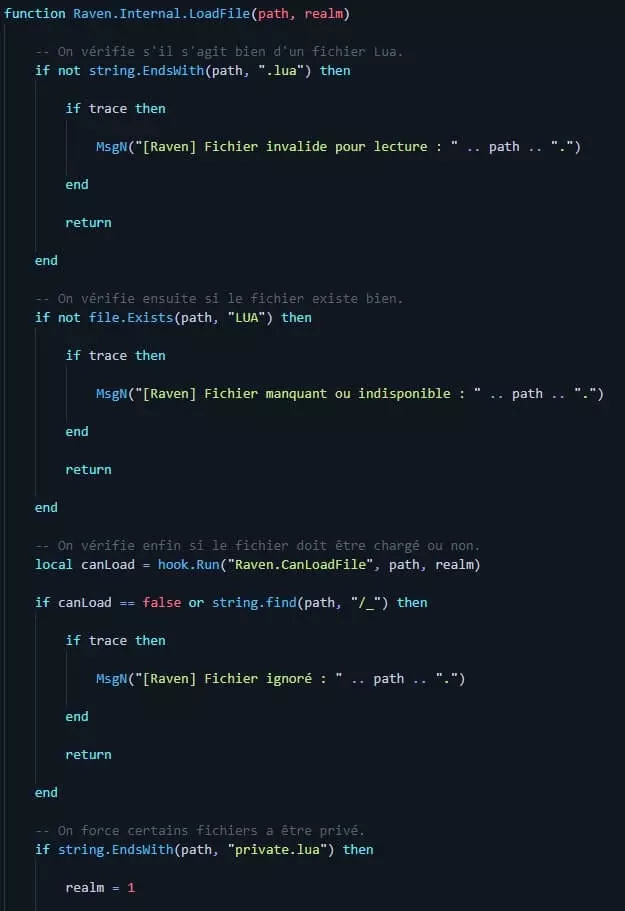 function Raven.Internal.LoadFile(path, realm)
-- On vérifie s'il s'agit bien d'un fichier Lua.
if not string.EndsWith(path, ".lua") then
if trace then
MsgN("[Raven] Fichier invalide pour lecture : " .. path .. ".")
end
return
end
-- On vérifie ensuite si le fichier existe bien.
if not file.Exists(path, "LUA") then
if trace then
MsgN("[Raven] Fichier manquant ou indisponible : " .. path .. ".")
end
return
end
-- On vérifie enfin si le fichier doit être chargé ou non.
local canLoad = hook.Run("Raven.CanLoadFile", path, realm)
if canLoad == false or string.find(path, "/_") then
if trace then
MsgN("[Raven] Fichier ignoré : " .. path .. ".")
end
return
end
-- On force certains fichiers a être privé.
if string.EndsWith(path, "private.lua") then
realm = 1